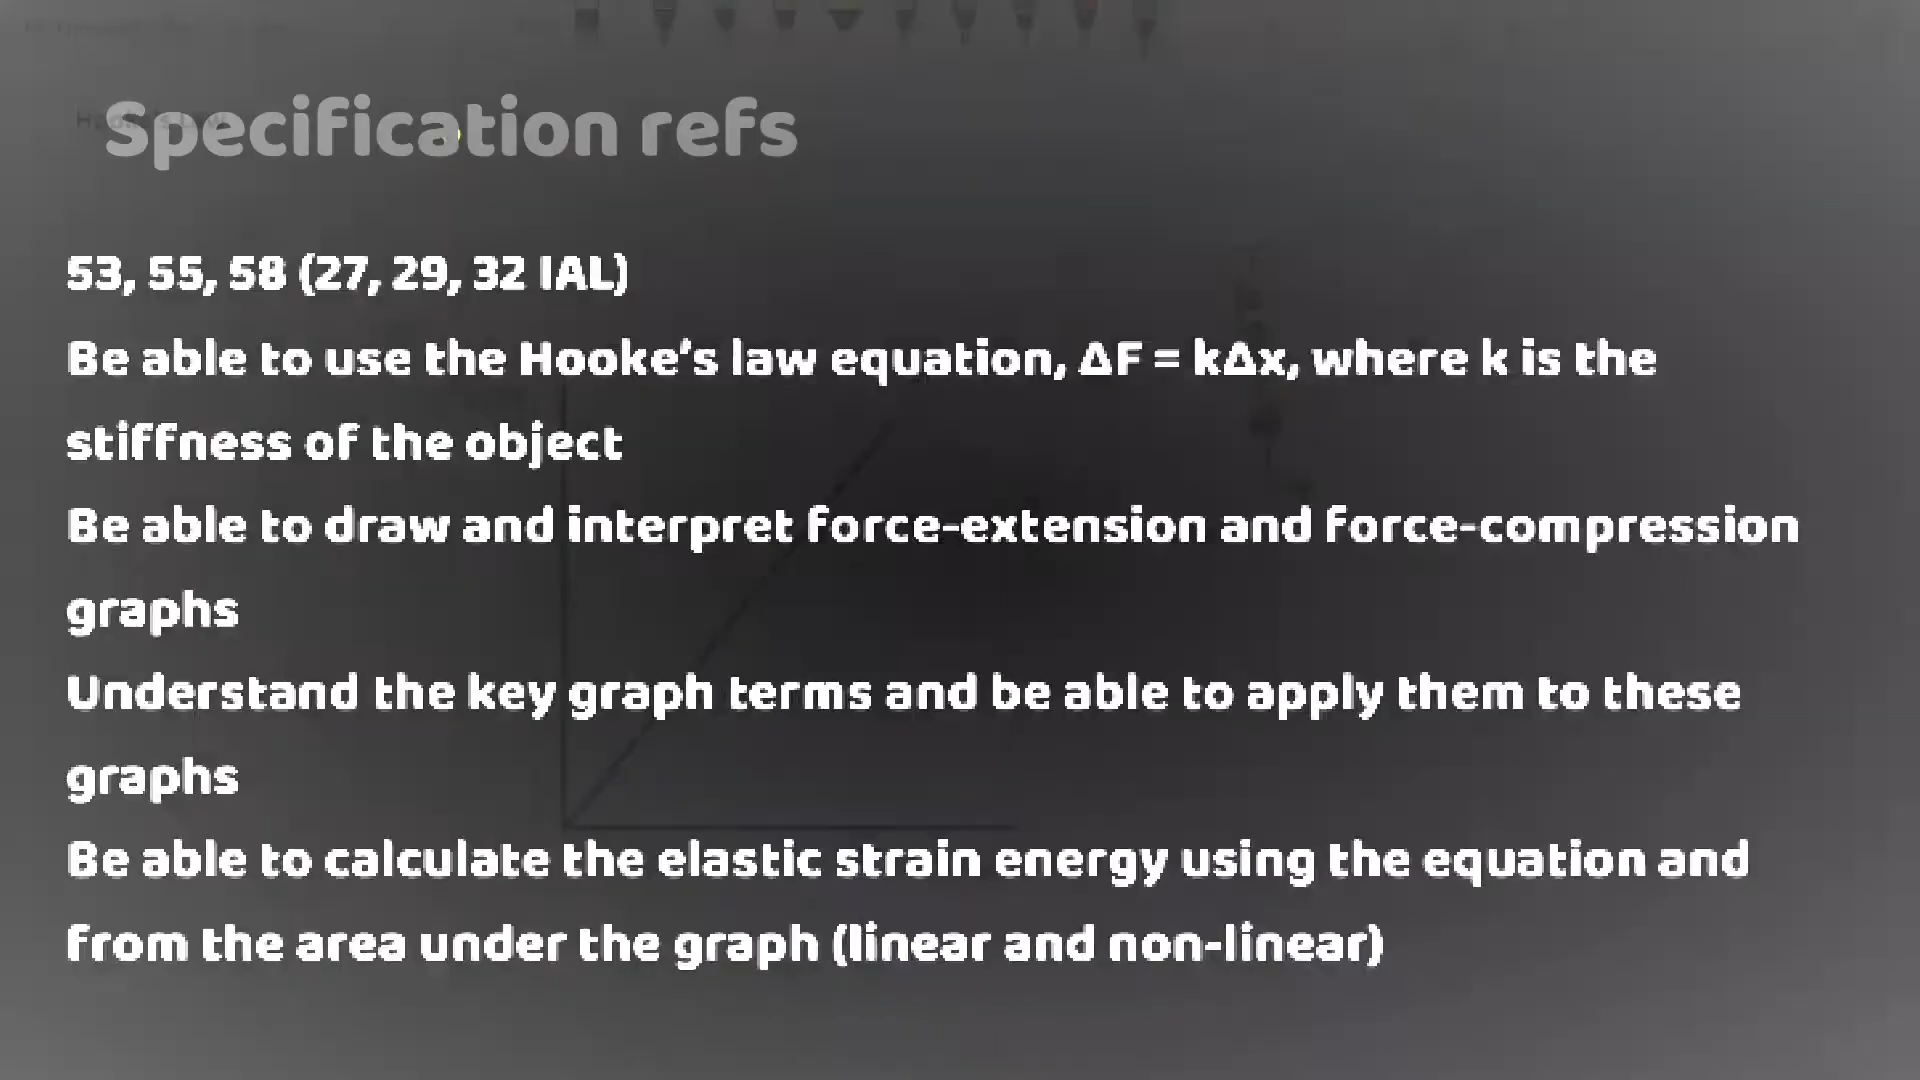 Specification refs
53, 55, 58 (27, 29, 32 IAL)
Be able to use the Hooke's law equation, ΔF = kΔx, where k is the
stiffness of the object
Be able to draw and interpret force-extension and force-compression
graphs
Understand the key graph terms and be able to apply them to these
graphs
Be able to calculate the elastic strain energy using the equation and
from the area under the graph (linear and non-linear)